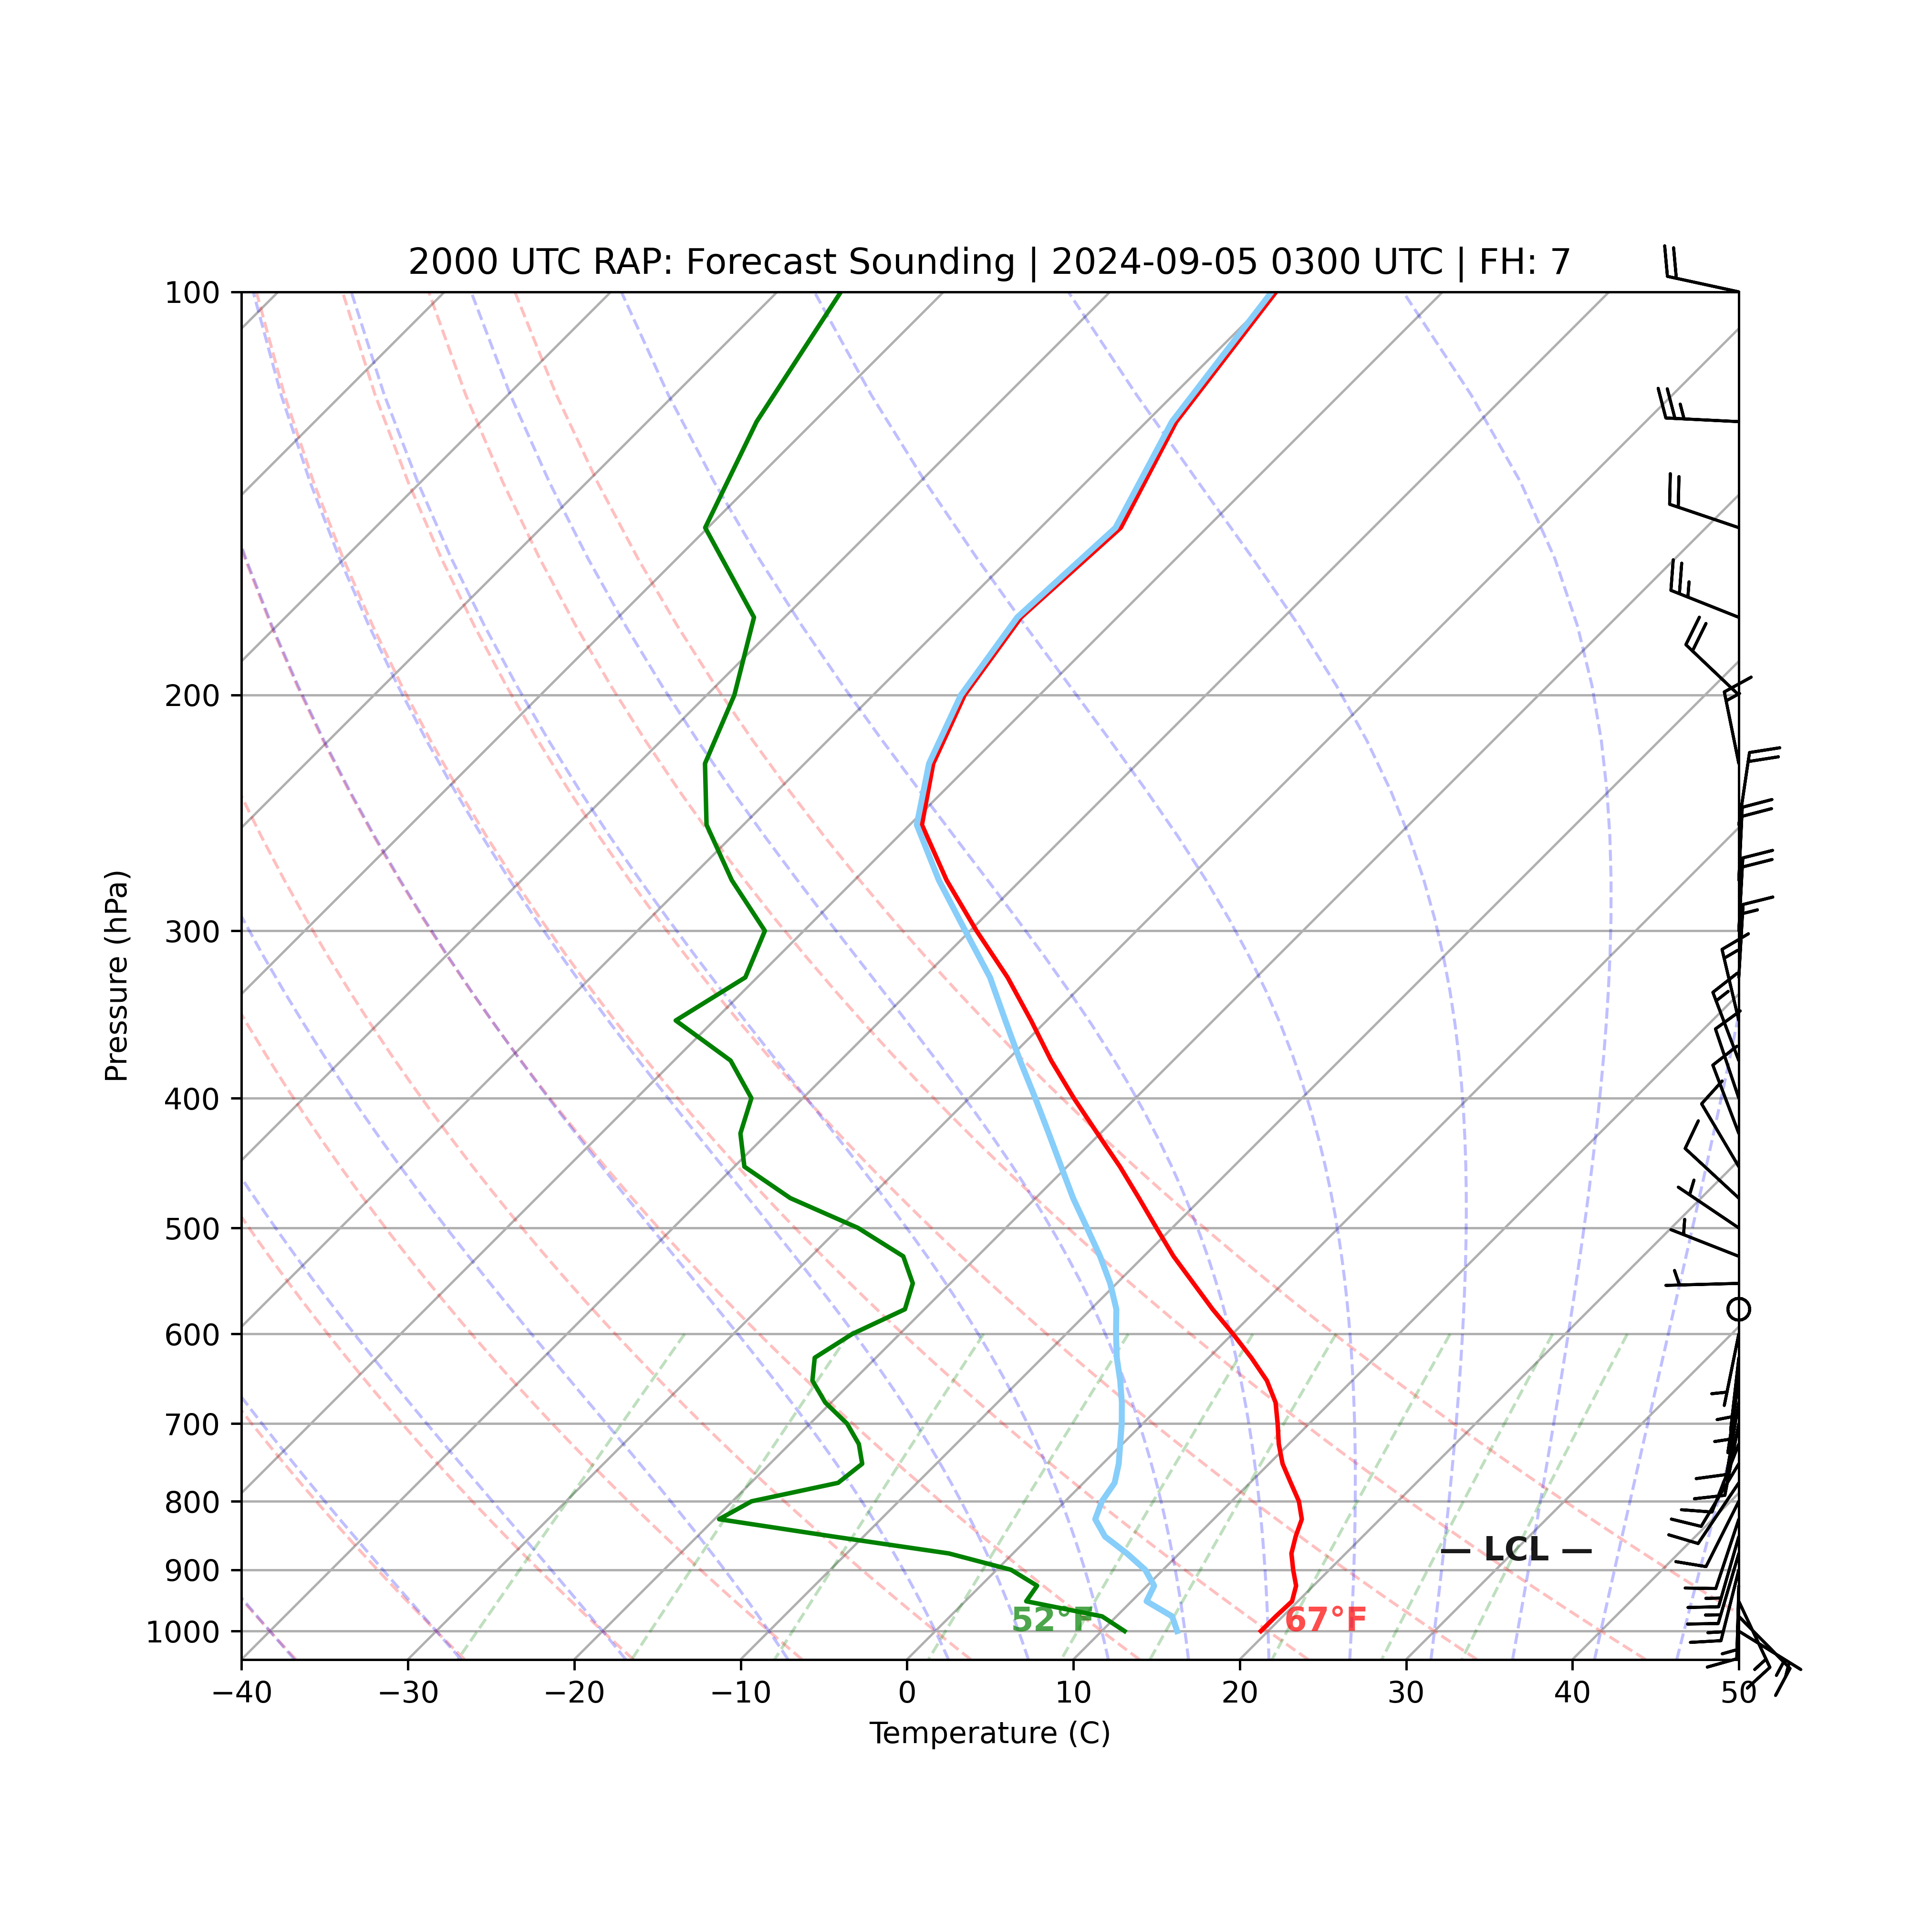 2000 UTC RAP: Forecast Sounding | 2024-09-05 0300 UTC | FH: 7
100
200
300
400
500
600
700
800
900
1000
Pressure (hPa)
— LCL —
52°F
67°F
−40 −30 −20 −10 0 10 20 30 40 50
Temperature (C)